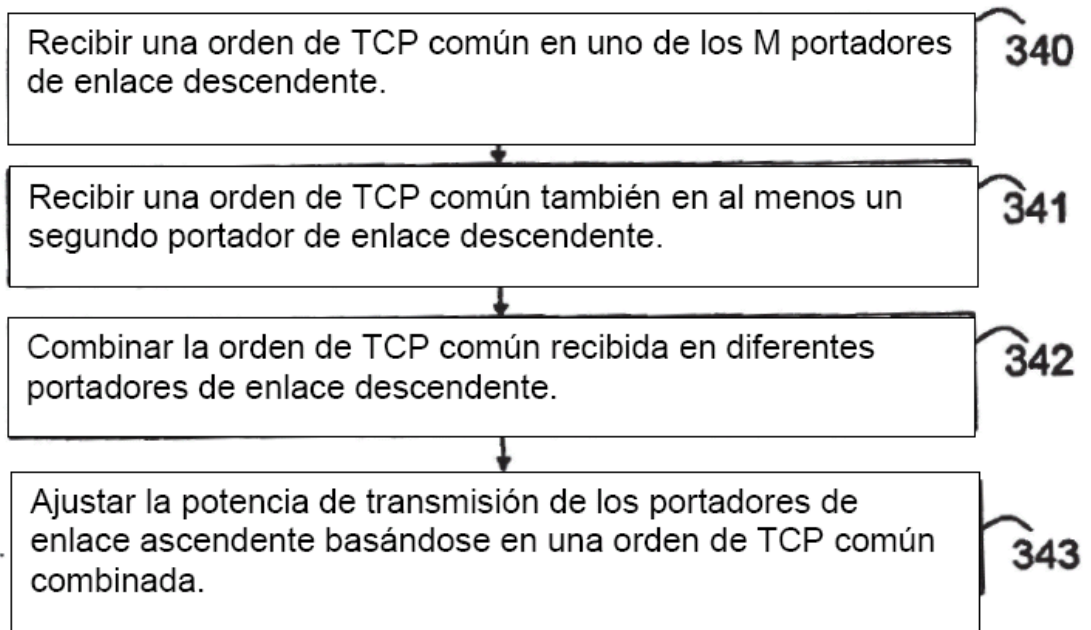 Recibir una orden de TCP común en uno de los M portadores
de enlace descendente.
340
Recibir una orden de TCP común también en al menos un
segundo portador de enlace descendente.
341
Combinar la orden de TCP común recibida en diferentes
portadores de enlace descendente.
342
Ajustar la potencia de transmisión de los portadores de
enlace ascendente basándose en una orden de TCP común
combinada.
343